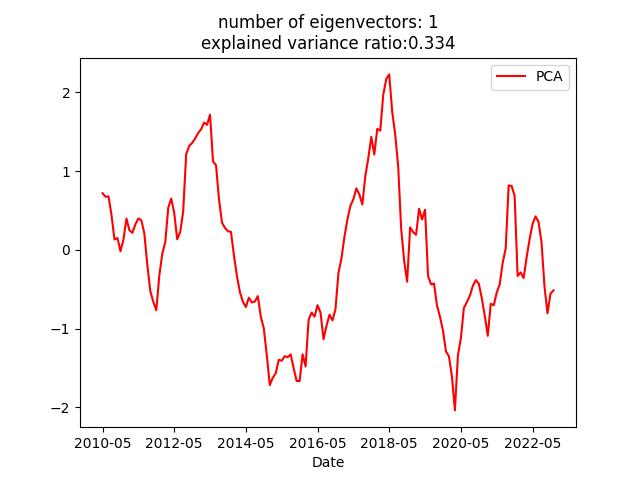 number of eigenvectors: 1
explained variance ratio:0.334
PCA
2
1
0
−1
−2
2010-05 2012-05 2014-05 2016-05 2018-05 2020-05 2022-05
Date